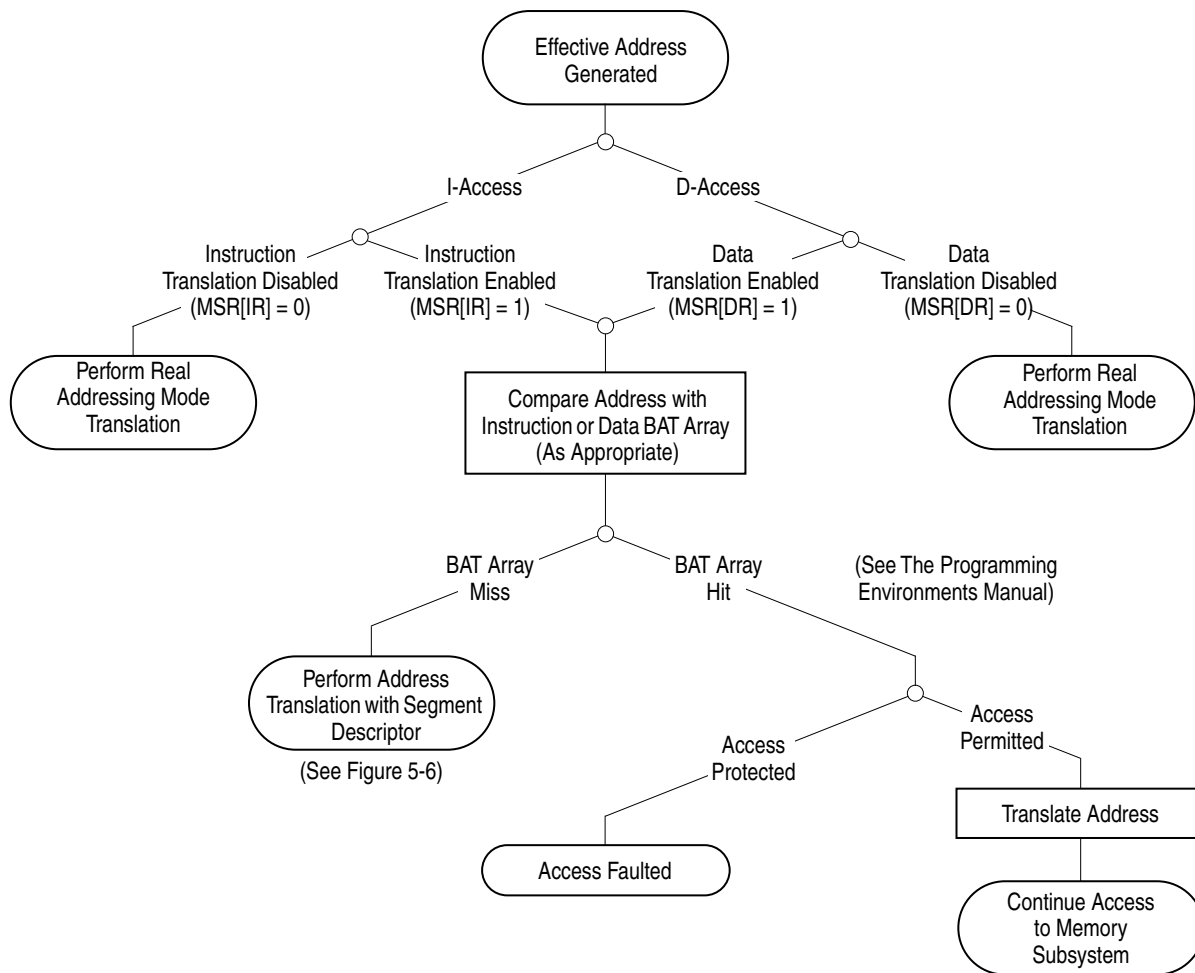 Effective Address
Generated
I-Access
D-Access
Instruction
Translation Disabled
(MSR[IR] = 0)
Instruction
Translation Enabled
(MSR[IR] = 1)
Data
Translation Enabled
(MSR[DR] = 1)
Data
Translation Disabled
(MSR[DR] = 0)
Perform Real
Addressing Mode
Translation
Compare Address with
Instruction or Data BAT Array
(As Appropriate)
Perform Real
Addressing Mode
Translation
BAT Array
Miss
BAT Array
Hit
(See The Programming
Environments Manual)
Perform Address
Translation with Segment
Descriptor
(See Figure 5-6)
Access
Protected
Access
Permitted
Access Faulted
Translate Address
Continue Access
to Memory
Subsystem